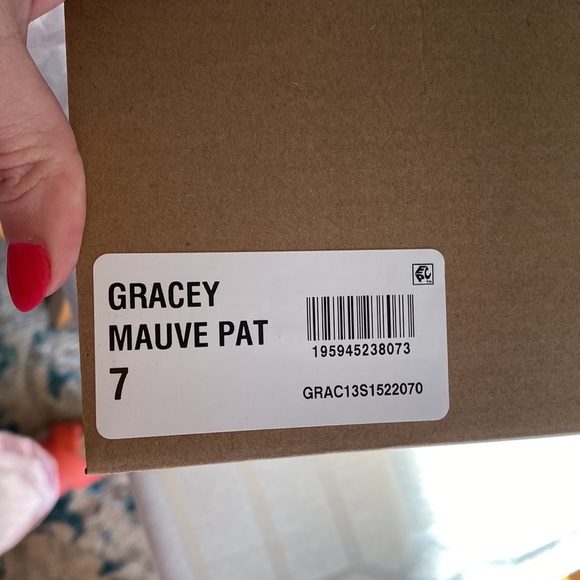 GRACEY
MAUVE PAT
7
195945238073
GRAC13S1522070